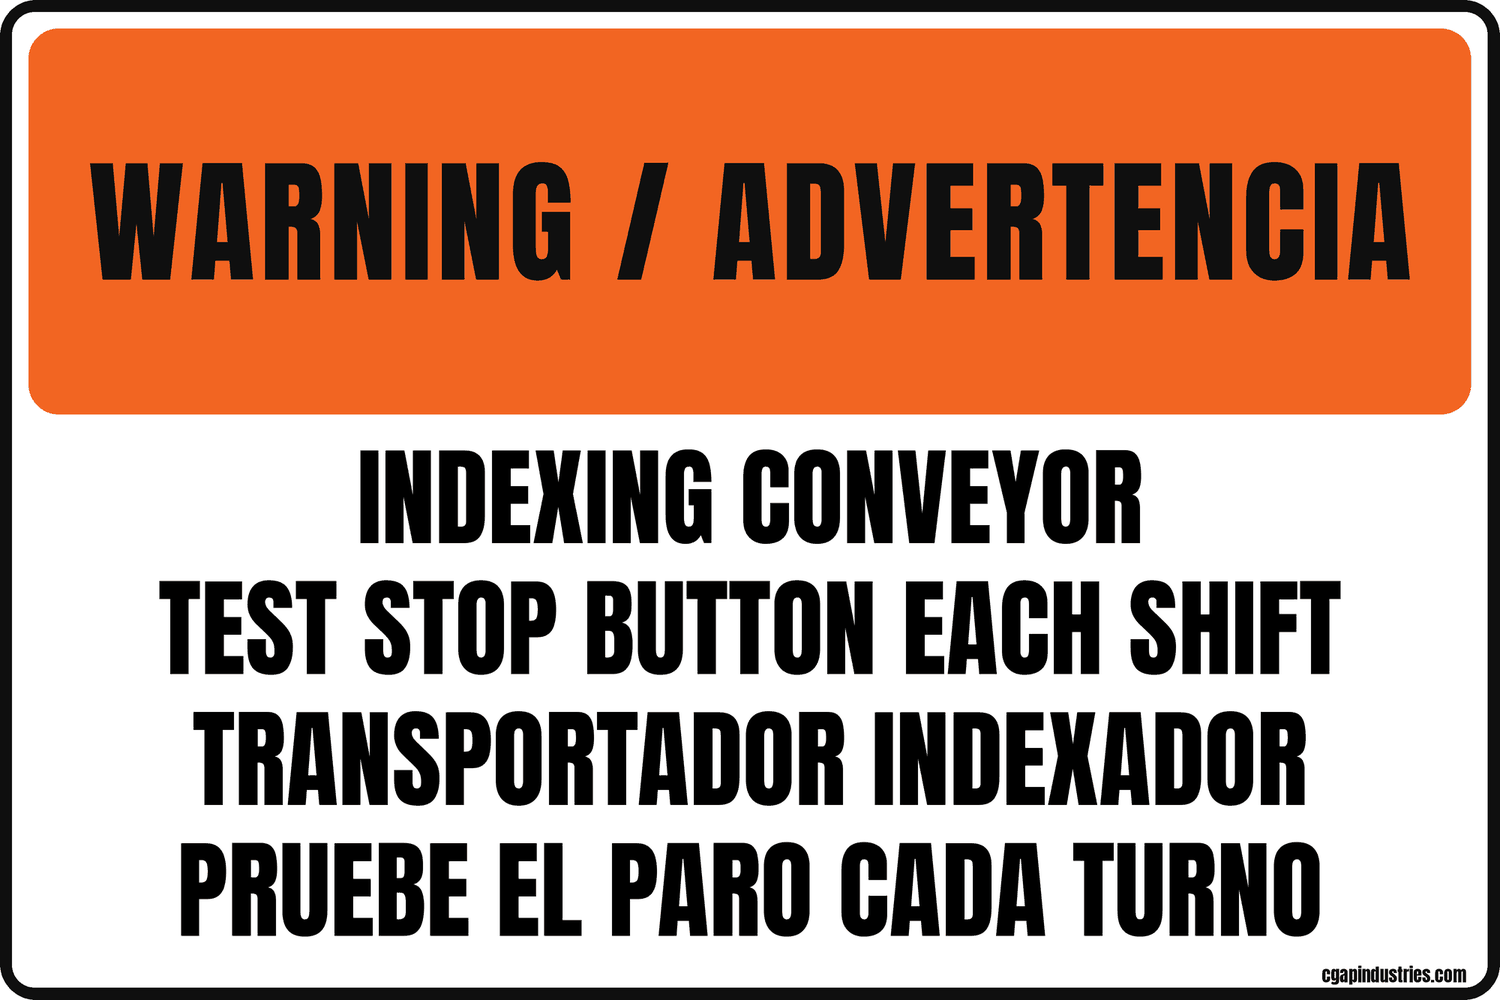 WARNING / ADVERTENCIA
INDEXING CONVEYOR
TEST STOP BUTTON EACH SHIFT
TRANSPORTADOR INDEXADOR
PRUEBE EL PARO CADA TURNO
cgapindustries.com